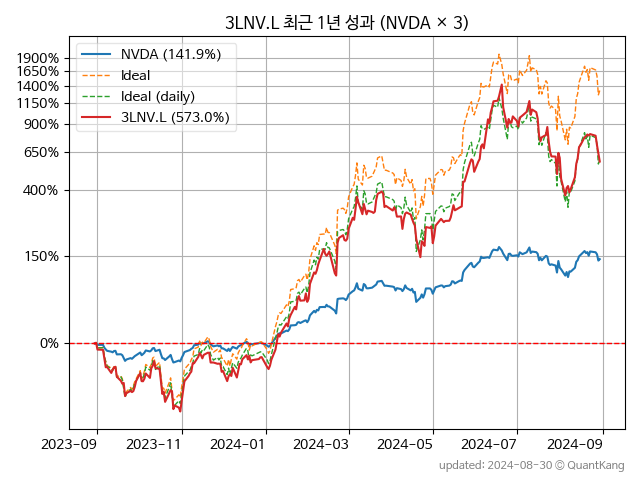 3LNV.L 최근 1년 성과 (NVDA × 3)
NVDA (141.9%)
Ideal
Ideal (daily)
3LNV.L (573.0%)
1900%
1650%
1400%
1150%
900%
650%
400%
150%
0%
2023-09 2023-11 2024-01 2024-03 2024-05 2024-07 2024-09
updated: 2024-08-30 © QuantKang